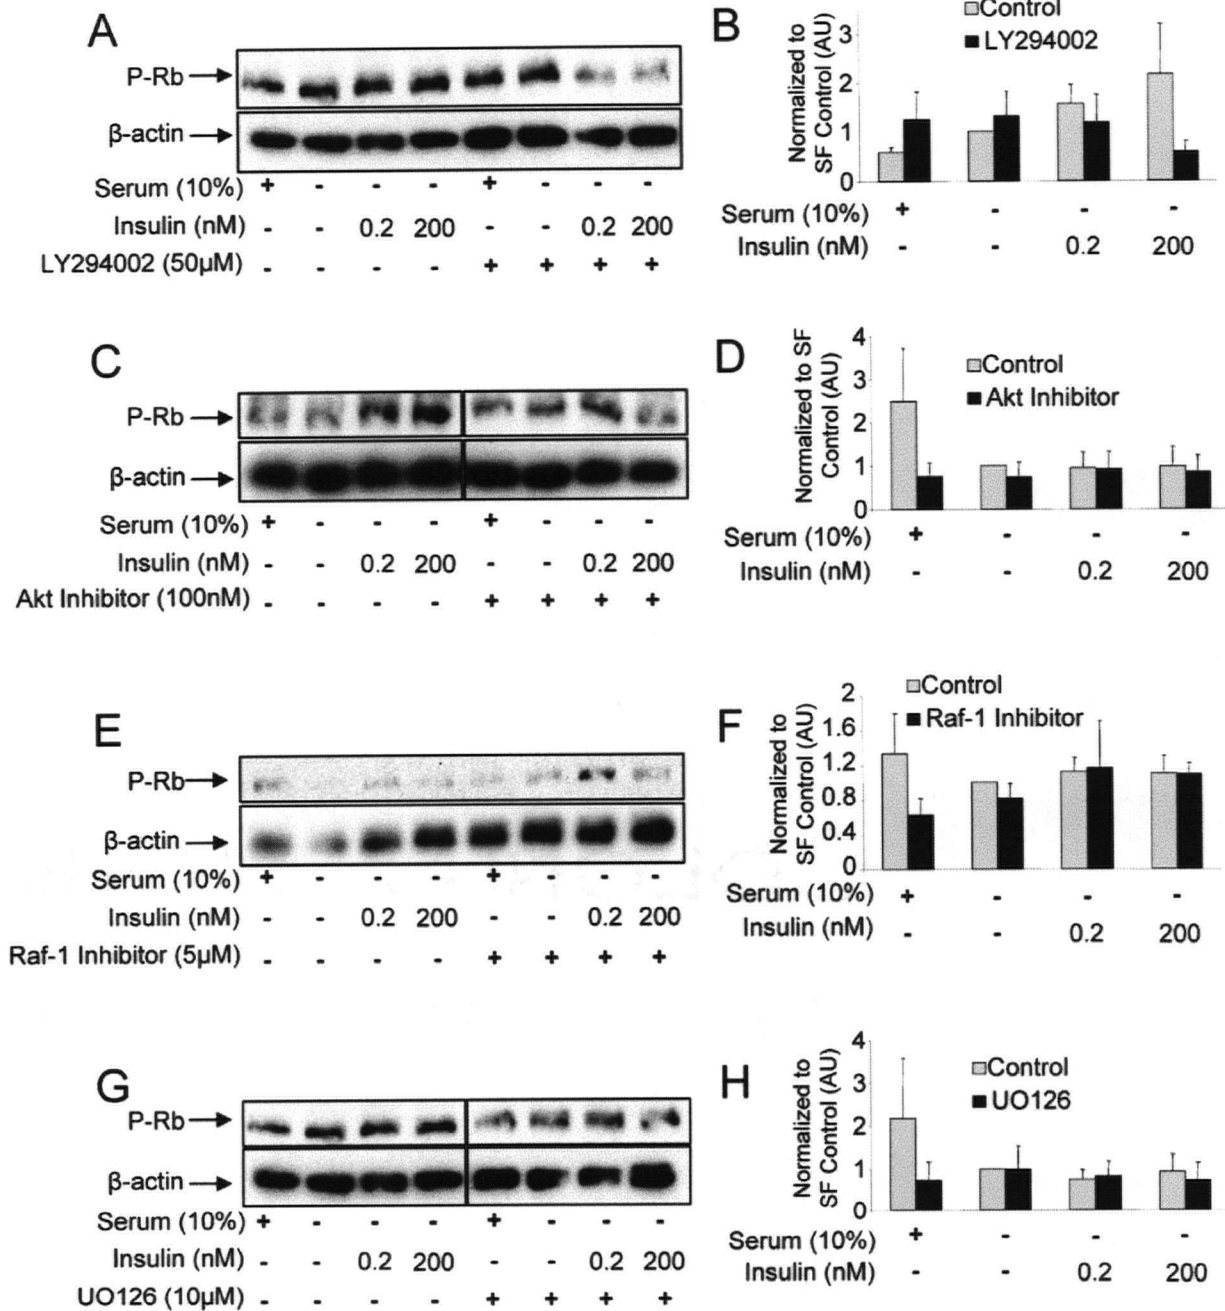 A
P-Rb
β-actin
Serum (10%) + - - - + - - -
Insulin (nM) - - 0.2 200 - - 0.2 200
LY294002 (50µM) - - - - + + + +
B
Control
LY294002
Normalized to
SF Control (AU)
3
2
1
0
Serum (10%) + - - -
Insulin (nM) - - 0.2 200
C
P-Rb
β-actin
Serum (10%) + - - - + - - -
Insulin (nM) - - 0.2 200 - - 0.2 200
Akt Inhibitor (100nM) - - - - + + + +
D
Control
Akt Inhibitor
Normalized to SF
Control (AU)
4
3
2
1
0
Serum (10%) + - - -
Insulin (nM) - - 0.2 200
E
P-Rb
β-actin
Serum (10%) + - - - + - - -
Insulin (nM) - - 0.2 200 - - 0.2 200
Raf-1 Inhibitor (5µM) - - - - + + + +
F
Control
Raf-1 Inhibitor
Normalized to
SF Control (AU)
2
1.6
1.2
0.8
0.4
0
Serum (10%) + - - -
Insulin (nM) - - 0.2 200
G
P-Rb
β-actin
Serum (10%) + - - - + - - -
Insulin (nM) - - 0.2 200 - - 0.2 200
UO126 (10µM) - - - - + + + +
H
Control
UO126
Normalized to
SF Control (AU)
4
3
2
1
0
Serum (10%) + - - -
Insulin (nM) - - 0.2 200